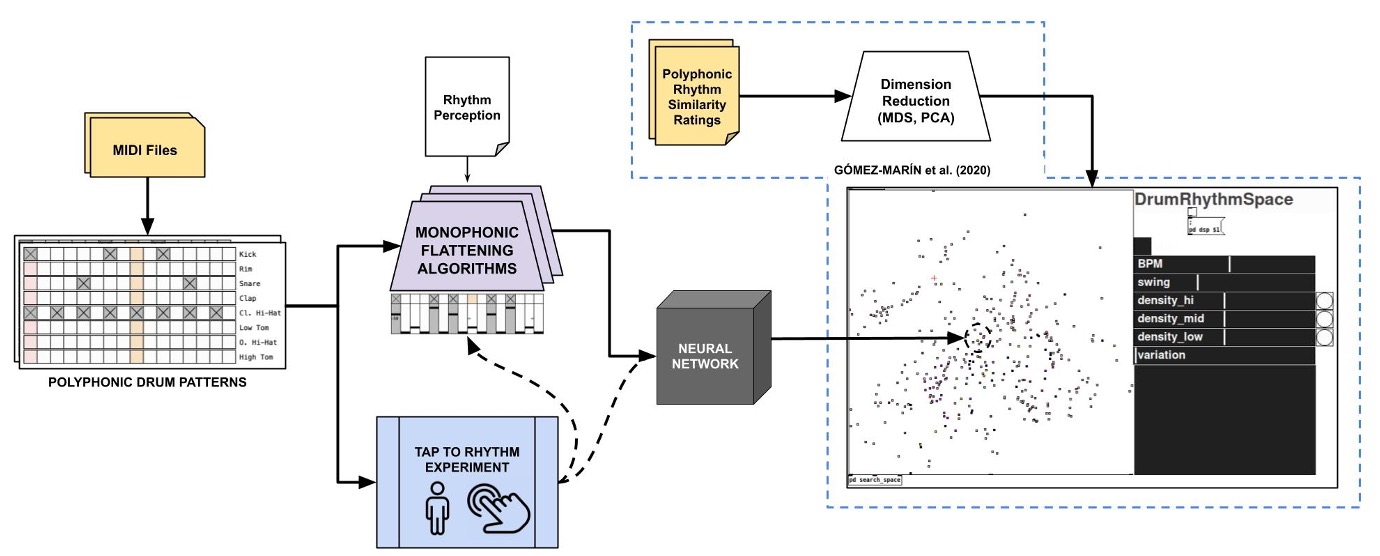 MIDI Files
Kick
Rim
Snare
Clap
Cl. Hi-Hat
Low Tom
O. Hi-Hat
High Tom
POLYPHONIC DRUM PATTERNS
Rhythm
Perception
MONOPHONIC
FLATTENING
ALGORITHMS
TAP TO RHYTHM
EXPERIMENT
NEURAL
NETWORK
Polyphonic
Rhythm
Similarity
Ratings
Dimension
Reduction
(MDS, PCA)
GÓMEZ-MARÍN et al. (2020)
DrumRhythmSpace
pd dsp $1
BPM
swing
density_hi
density_mid
density_low
variation
pd search_space